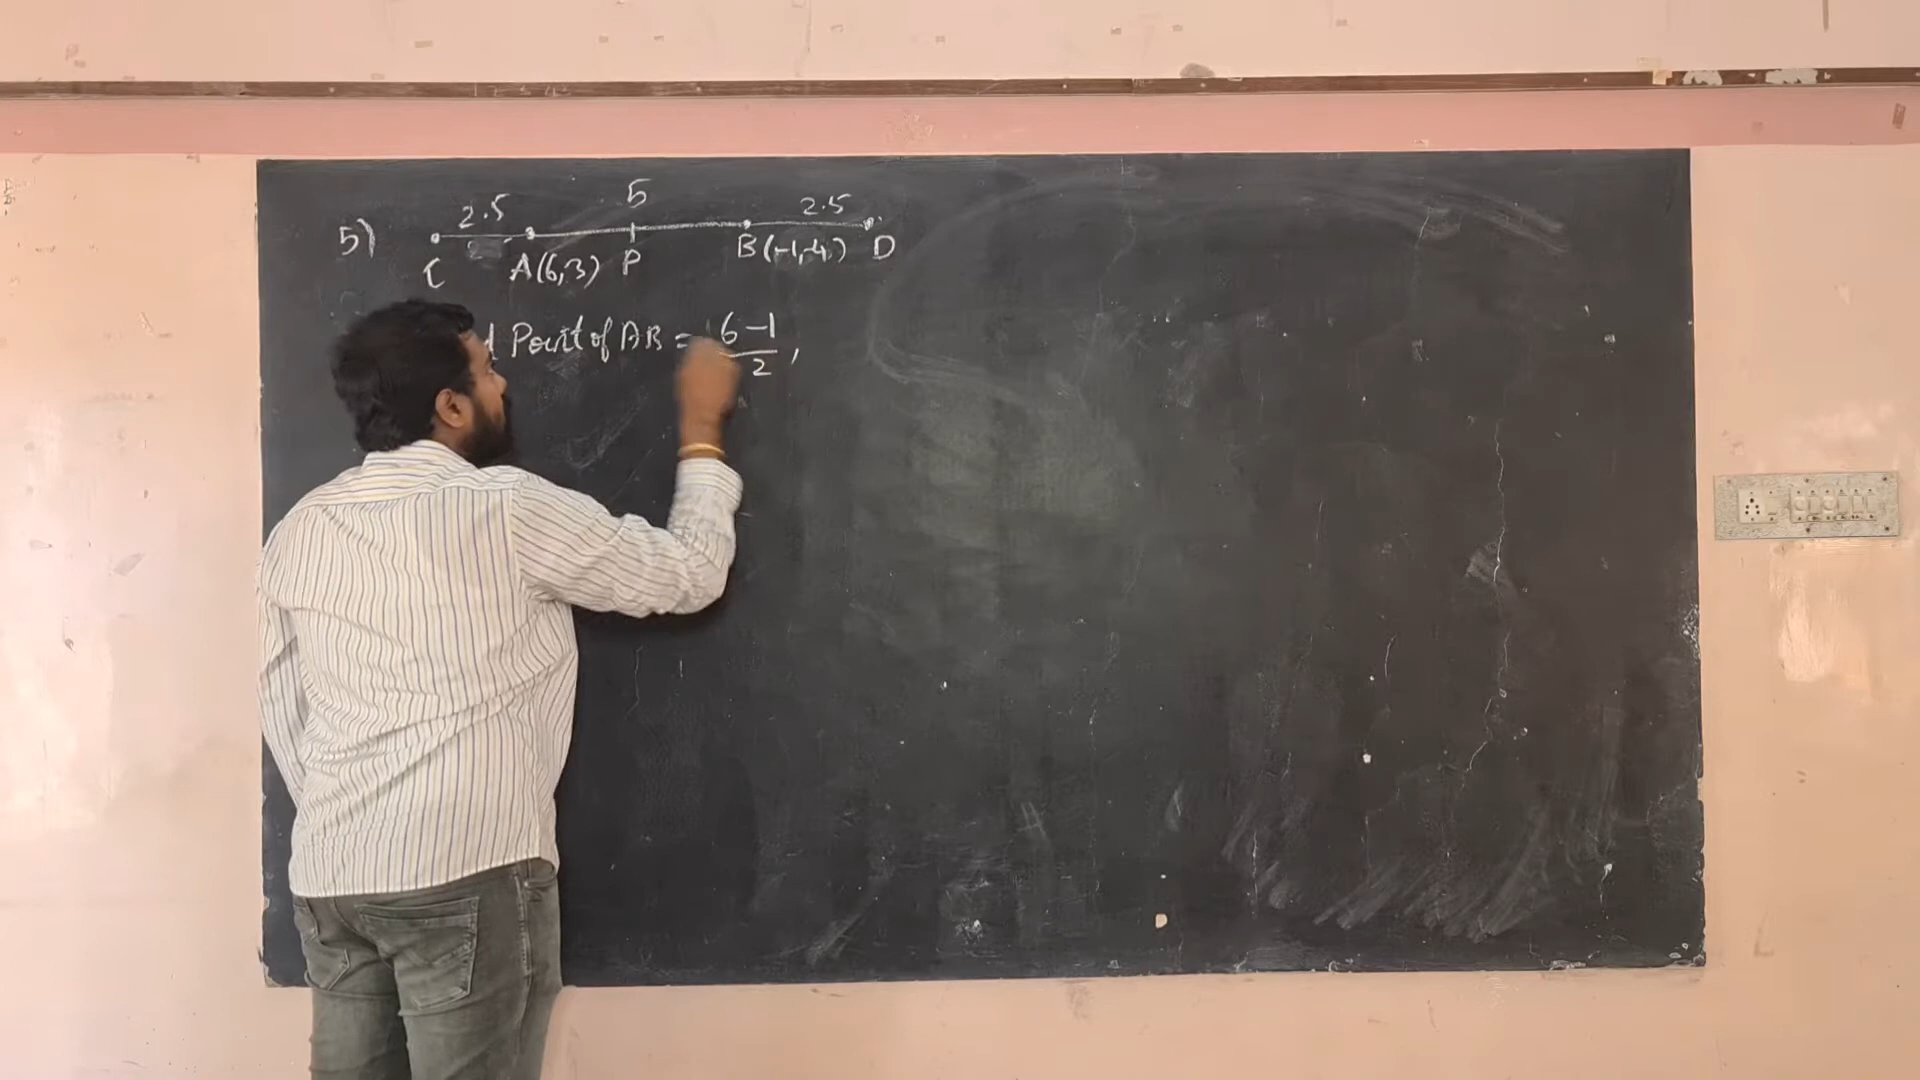 5
2.5 2.5
5)
C A(6,3) P B(-1,-4) D
Point of AB = 6-1
2 ,